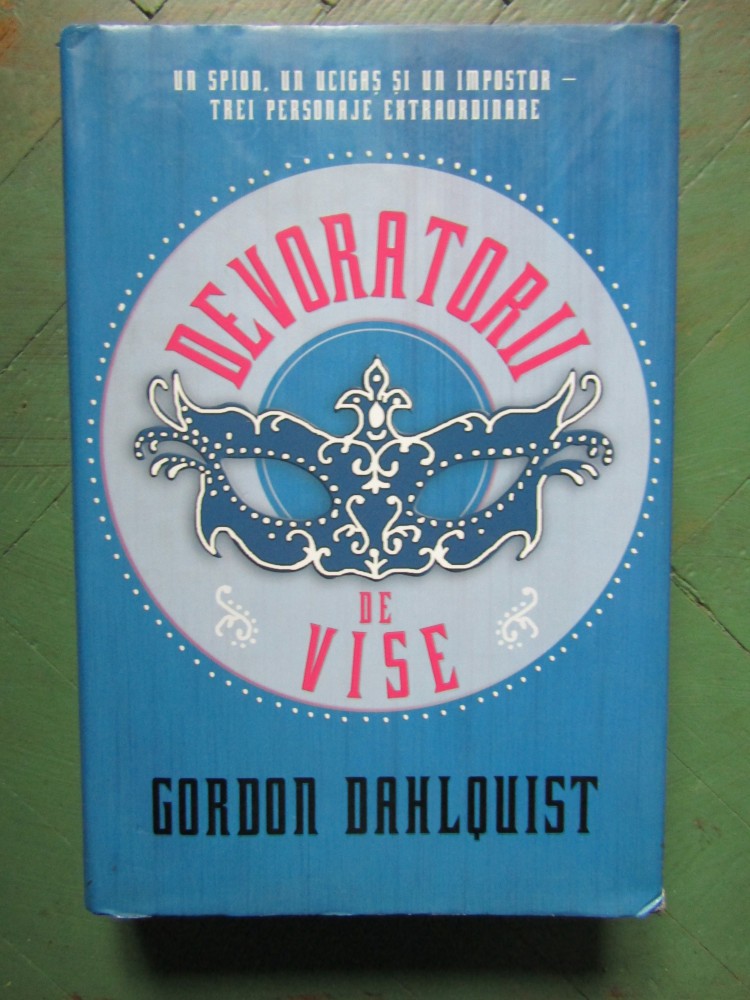 UN SPION, UN UCIGAȘ ȘI UN IMPOSTOR –
TREI PERSONAJE EXTRAORDINARE
DEVORATORII
DE
VISE
GORDON DAHLQUIST